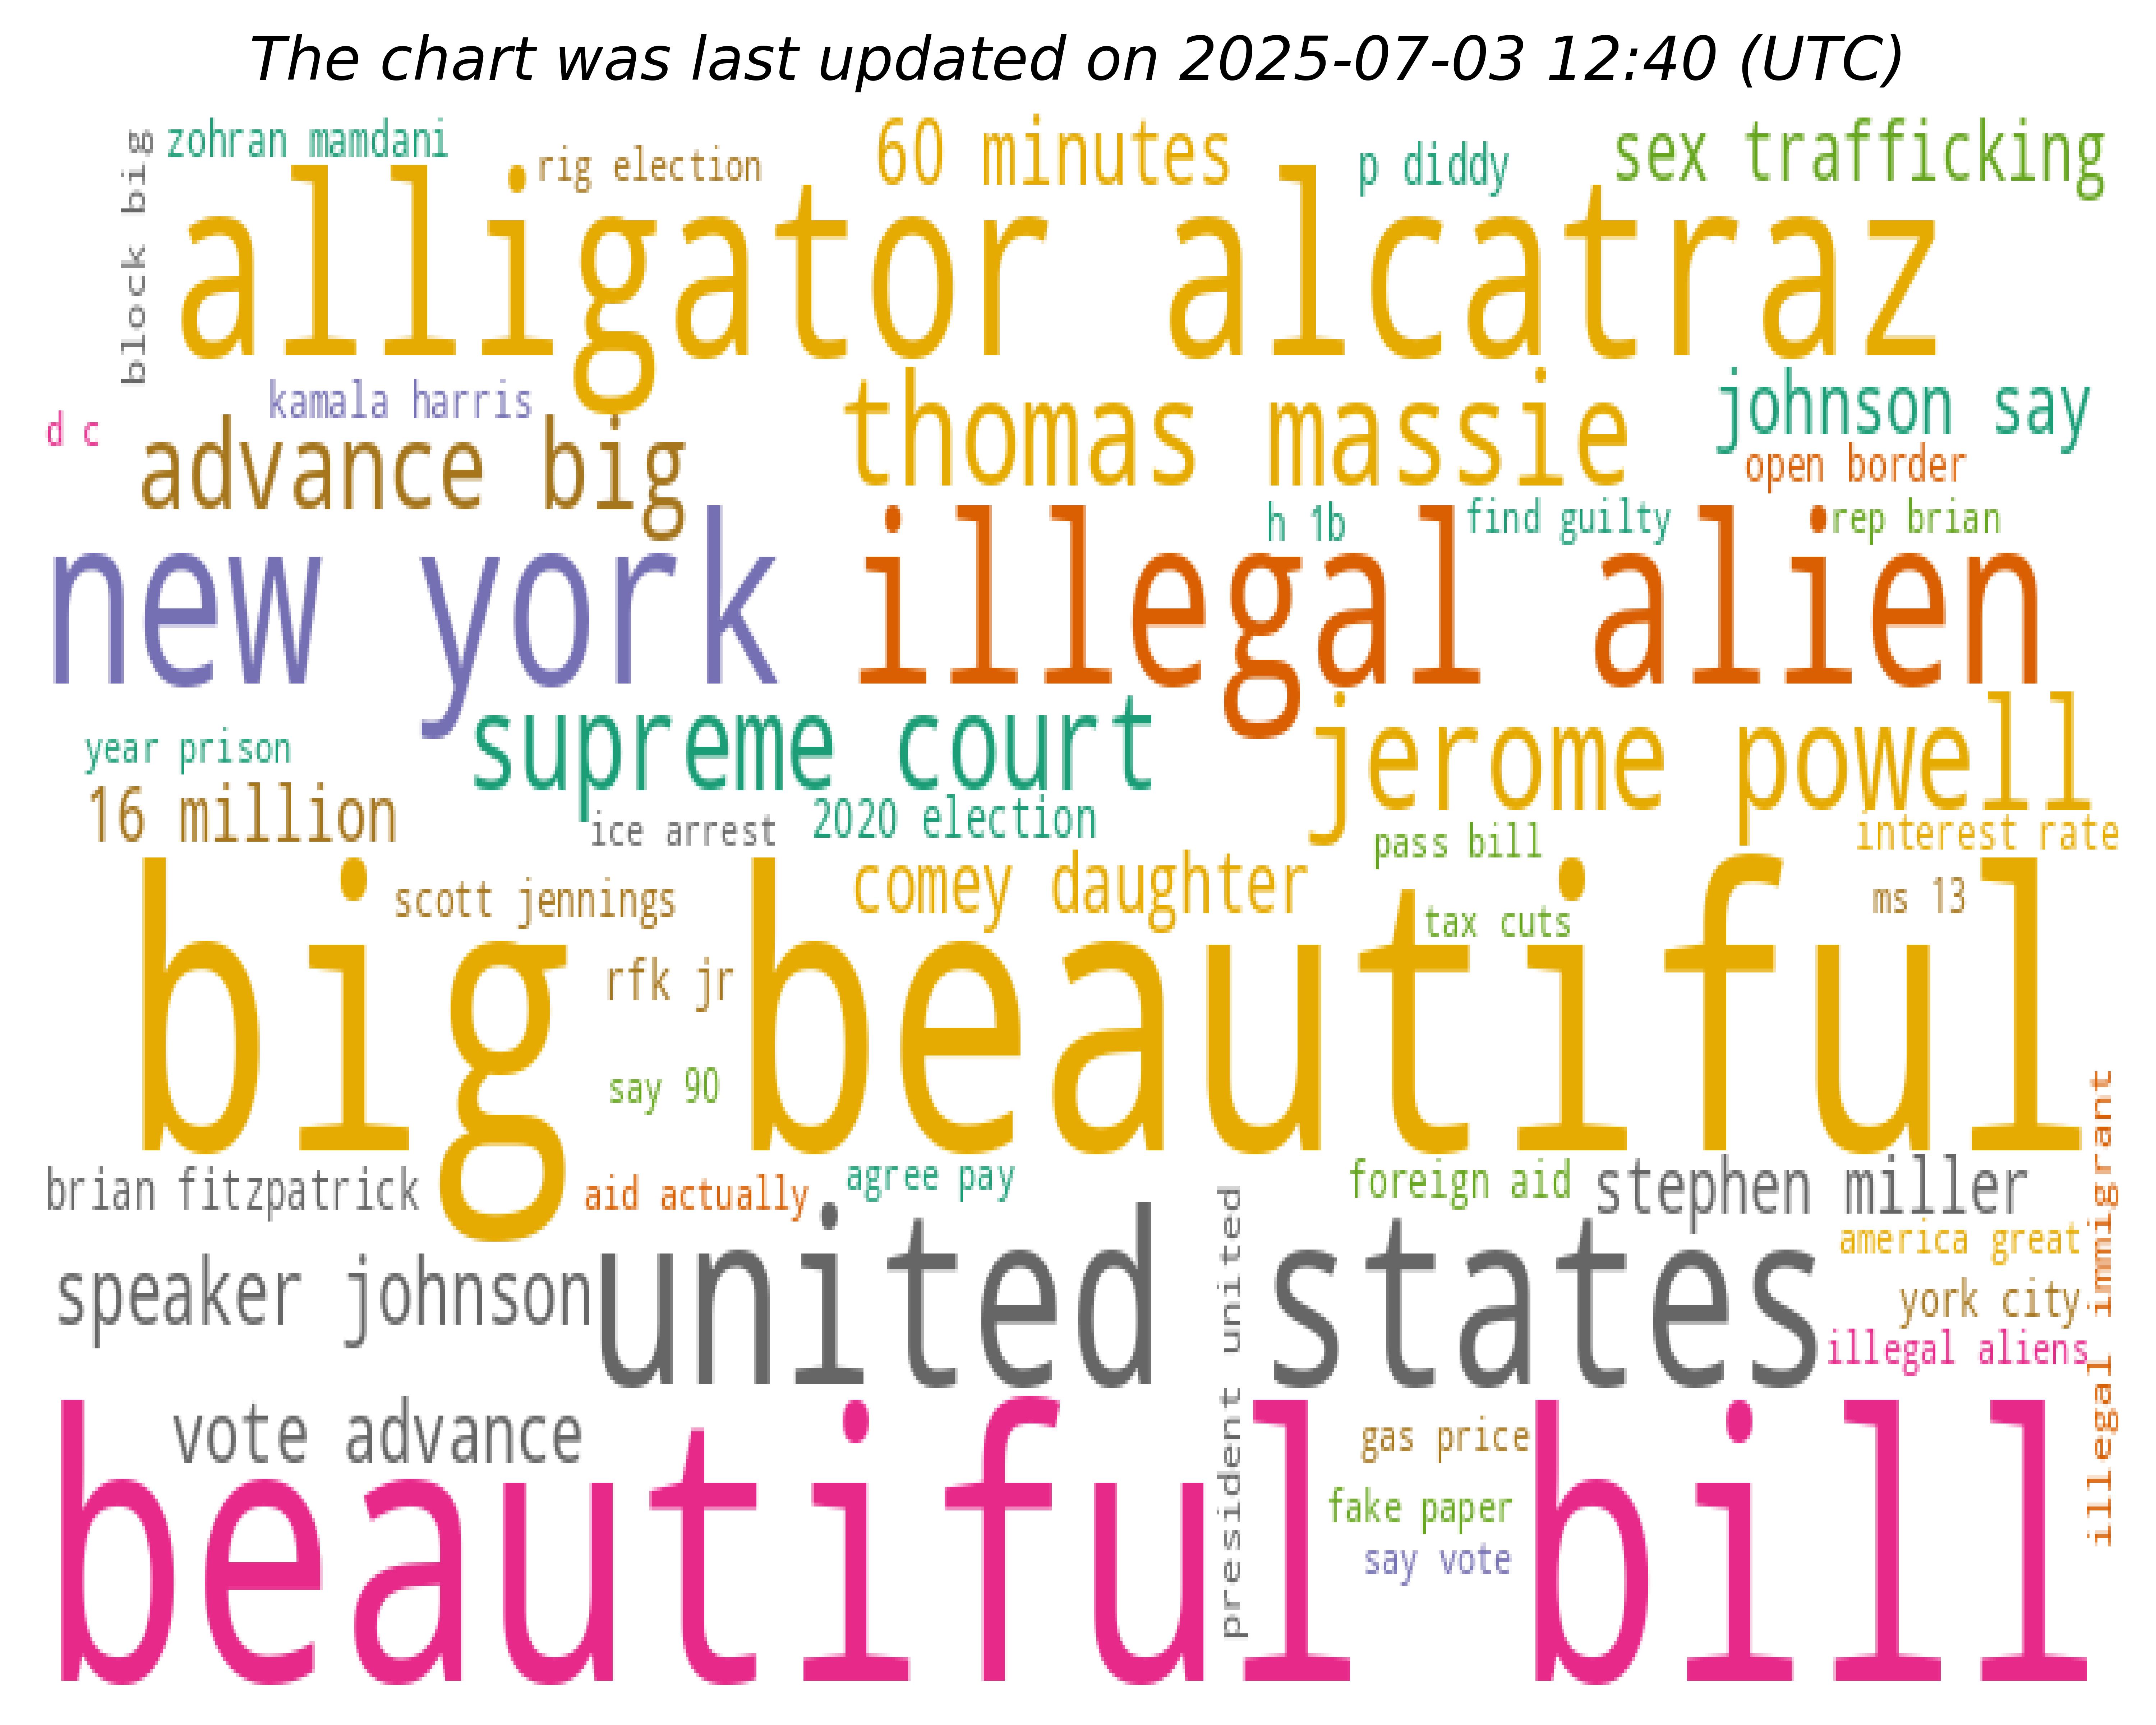 The chart was last updated on 2025-07-03 12:40 (UTC)
block big
zohran mamdani
rig election
60 minutes
p diddy
sex trafficking
alligator alcatraz
kamala harris
thomas massie
johnson say
d c
advance big
open border
new york
illegal alien
h 1b
find guilty
rep brian
supreme court
jerome powell
year prison
16 million
ice arrest
2020 election
pass bill
interest rate
big beautiful
scott jennings
comey daughter
tax cuts
ms 13
rfk jr
say 90
brian fitzpatrick
aid actually
agree pay
foreign aid
stephen miller
illegal immigrant
speaker johnson
united states
president united
america great
york city
illegal aliens
vote advance
beautiful bill
gas price
fake paper
say vote